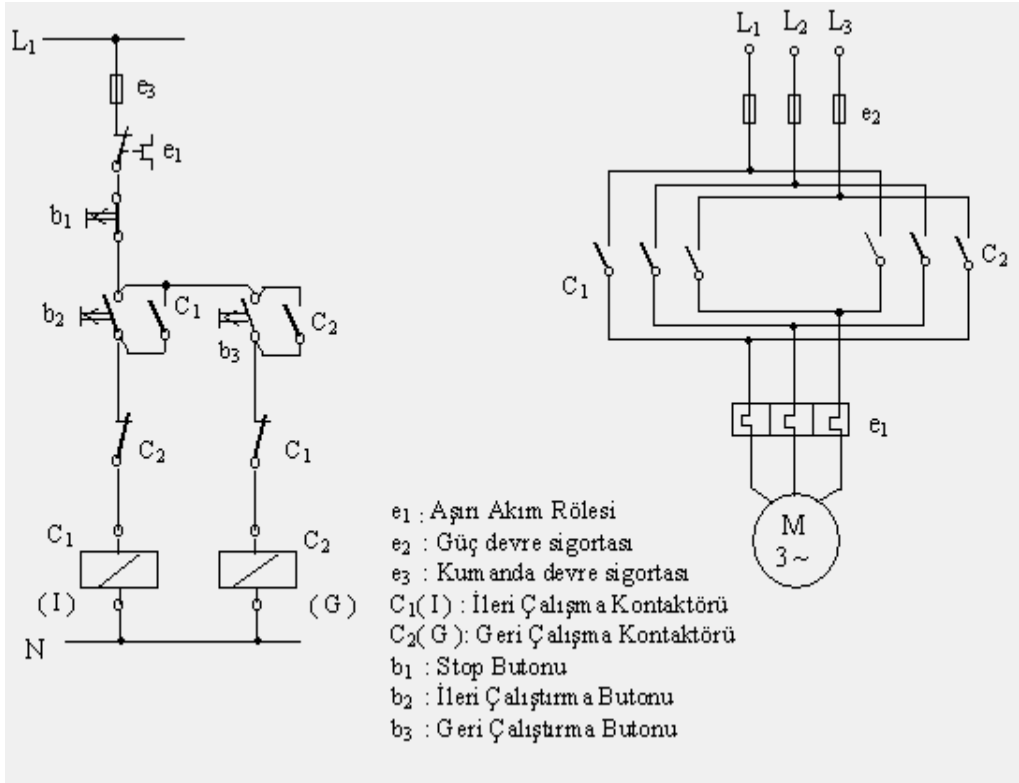 L₁
e₃
e₁
b₁
b₂
C₁
b₃
C₂
C₂
C₁
C₁
C₂
(I)
(G)
N
L₁ L₂ L₃
e₂
C₁
C₂
e₁
M
3~
e₁ : Aşırı Akım Rölesi
e₂ : Güç devre sigortası
e₃ : Kumanda devre sigortası
C₁(I) : İleri Çalışma Kontaktörü
C₂(G): Geri Çalışma Kontaktörü
b₁ : Stop Butonu
b₂ : İleri Çalıştırma Butonu
b₃ : Geri Çalıştırma Butonu